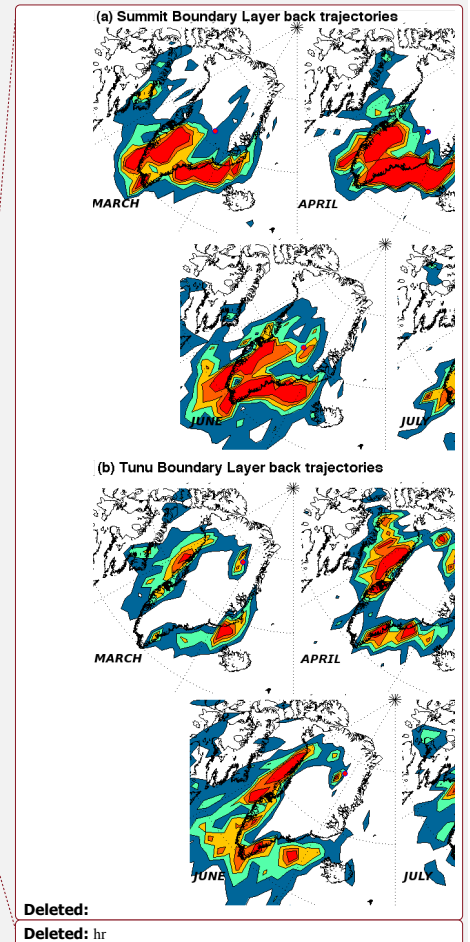 (a) Summit Boundary Layer back trajectories
MARCH
APRIL
JUNE
JULY
(b) Tunu Boundary Layer back trajectories
MARCH
APRIL
JUNE
JULY
Deleted:
Deleted: hr